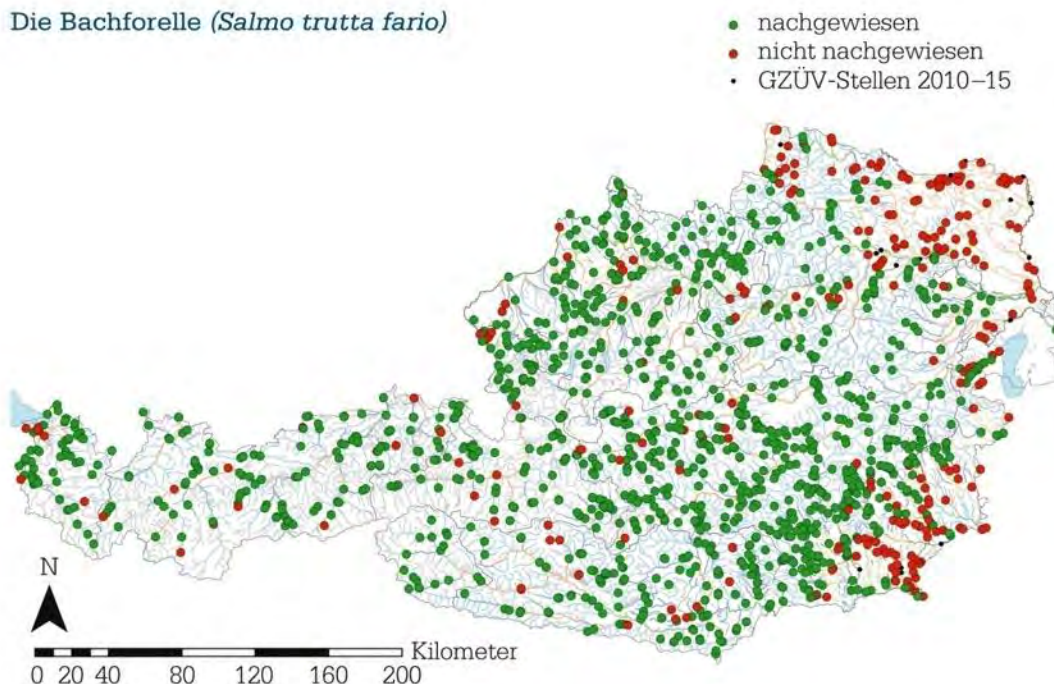 Die Bachforelle (Salmo trutta fario)
nachgewiesen
nicht nachgewiesen
GZÜV-Stellen 2010–15
N
Kilometer
0 20 40 80 120 160 200